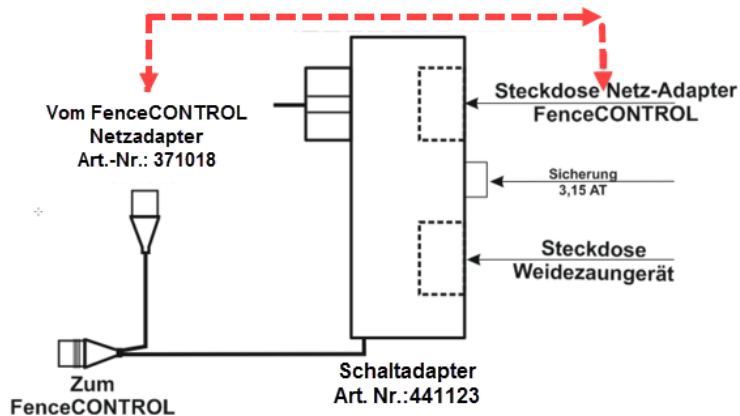 Vom FenceCONTROL
Netzadapter
Art.-Nr.: 371018
Steckdose Netz-Adapter
FenceCONTROL
Sicherung
3,15 AT
Steckdose
Weidezaungerät
Schaltadapter
Art. Nr.:441123
Zum
FenceCONTROL